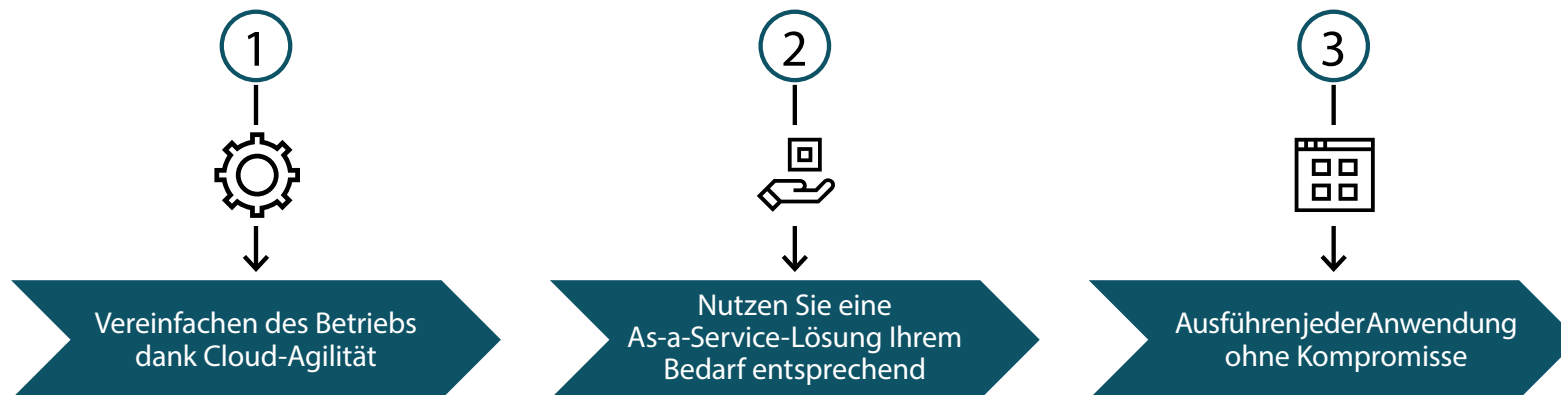 1
Vereinfachen des Betriebs
dank Cloud-Agilität
2
Nutzen Sie eine
As-a-Service-Lösung Ihrem
Bedarf entsprechend
3
AusführenjederAnwendung
ohne Kompromisse